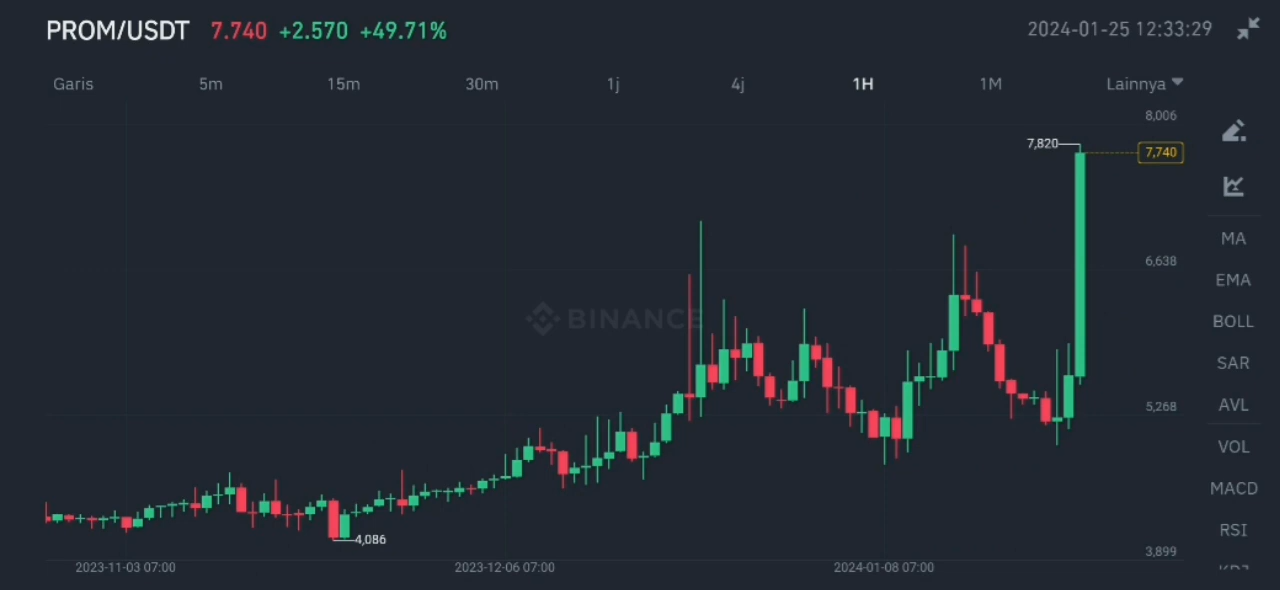 PROM/USDT 7.740 +2.570 +49.71% 2024-01-25 12:33:29
Garis 5m 15m 30m 1j 4j 1H 1M Lainnya
8,006
7,820
7,740
MA
6,638
EMA
BINANCE
BOLL
SAR
5,268
AVL
VOL
MACD
RSI
4,086
3,899
2023-11-03 07:00 2023-12-06 07:00 2024-01-08 07:00